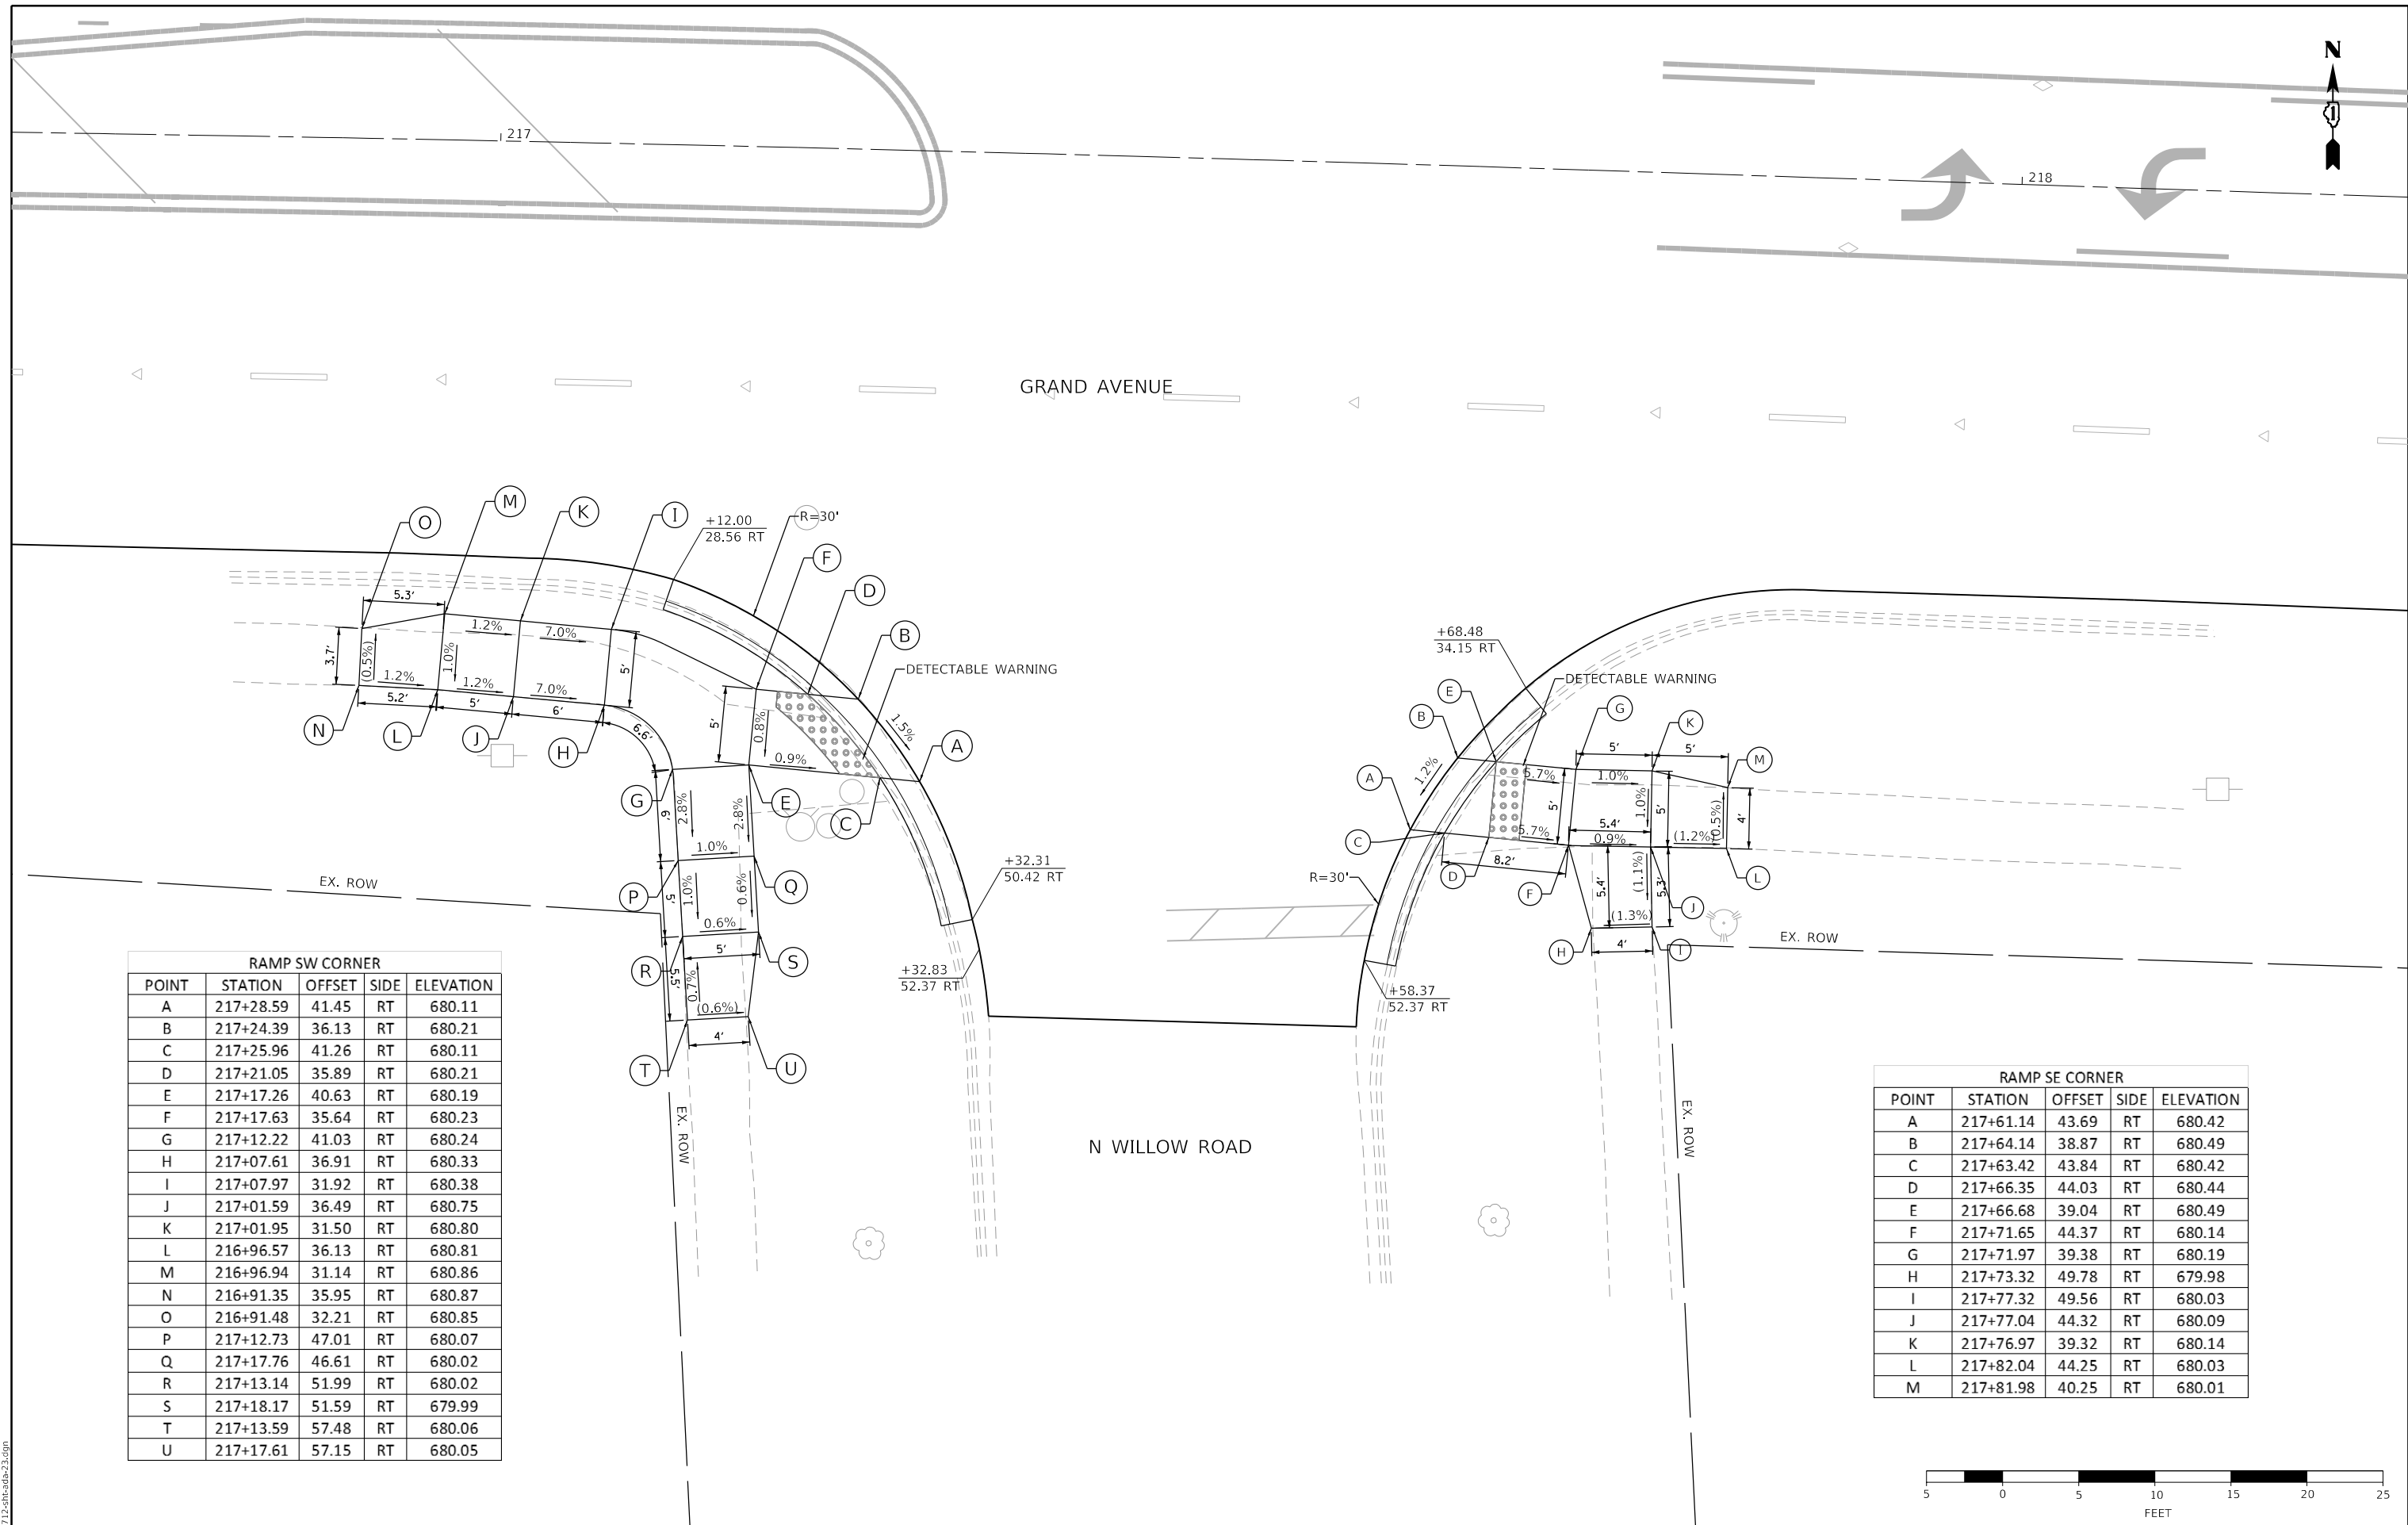 N
217
218
GRAND AVENUE
O
M
K
I
+12.00
28.56 RT
R=30'
F
D
B
DETECTABLE WARNING
5.3'
3.7'
(0.5%)
1.2%
1.0%
1.2%
7.0%
1.2%
7.0%
5.2'
5'
6'
5'
6.6'
N
L
J
H
G
5'
0.8%
0.9%
1.5%
A
E
C
6'
2.8%
2.8%
1.0%
P
Q
5'
1.0%
0.6%
0.6%
5'
R
S
5.5'
0.7%
(0.6%)
4'
T
U
+32.31
50.42 RT
+32.83
52.37 RT
EX. ROW
EX. ROW
+68.48
34.15 RT
DETECTABLE WARNING
E
B
A
C
D
F
G
K
M
L
J
H
I
1.2%
5.7%
5.7%
8.2'
5'
5'
5'
1.0%
1.0%
5'
5.4'
0.9%
(1.2%)
(0.5%)
4'
5.4'
(1.1%)
5.3'
(1.3%)
4'
R=30'
+58.37
52.37 RT
EX. ROW
EX. ROW
N WILLOW ROAD
RAMP SW CORNER
POINT STATION OFFSET SIDE ELEVATION
A 217+28.59 41.45 RT 680.11
B 217+24.39 36.13 RT 680.21
C 217+25.96 41.26 RT 680.11
D 217+21.05 35.89 RT 680.21
E 217+17.26 40.63 RT 680.19
F 217+17.63 35.64 RT 680.23
G 217+12.22 41.03 RT 680.24
H 217+07.61 36.91 RT 680.33
I 217+07.97 31.92 RT 680.38
J 217+01.59 36.49 RT 680.75
K 217+01.95 31.50 RT 680.80
L 216+96.57 36.13 RT 680.81
M 216+96.94 31.14 RT 680.86
N 216+91.35 35.95 RT 680.87
O 216+91.48 32.21 RT 680.85
P 217+12.73 47.01 RT 680.07
Q 217+17.76 46.61 RT 680.02
R 217+13.14 51.99 RT 680.02
S 217+18.17 51.59 RT 679.99
T 217+13.59 57.48 RT 680.06
U 217+17.61 57.15 RT 680.05
RAMP SE CORNER
POINT STATION OFFSET SIDE ELEVATION
A 217+61.14 43.69 RT 680.42
B 217+64.14 38.87 RT 680.49
C 217+63.42 43.84 RT 680.42
D 217+66.35 44.03 RT 680.44
E 217+66.68 39.04 RT 680.49
F 217+71.65 44.37 RT 680.14
G 217+71.97 39.38 RT 680.19
H 217+73.32 49.78 RT 679.98
I 217+77.32 49.56 RT 680.03
J 217+77.04 44.32 RT 680.09
K 217+76.97 39.32 RT 680.14
L 217+82.04 44.25 RT 680.03
M 217+81.98 40.25 RT 680.01
5 0 5 10 15 20 25
FEET
712-sht-ada-23.dgn